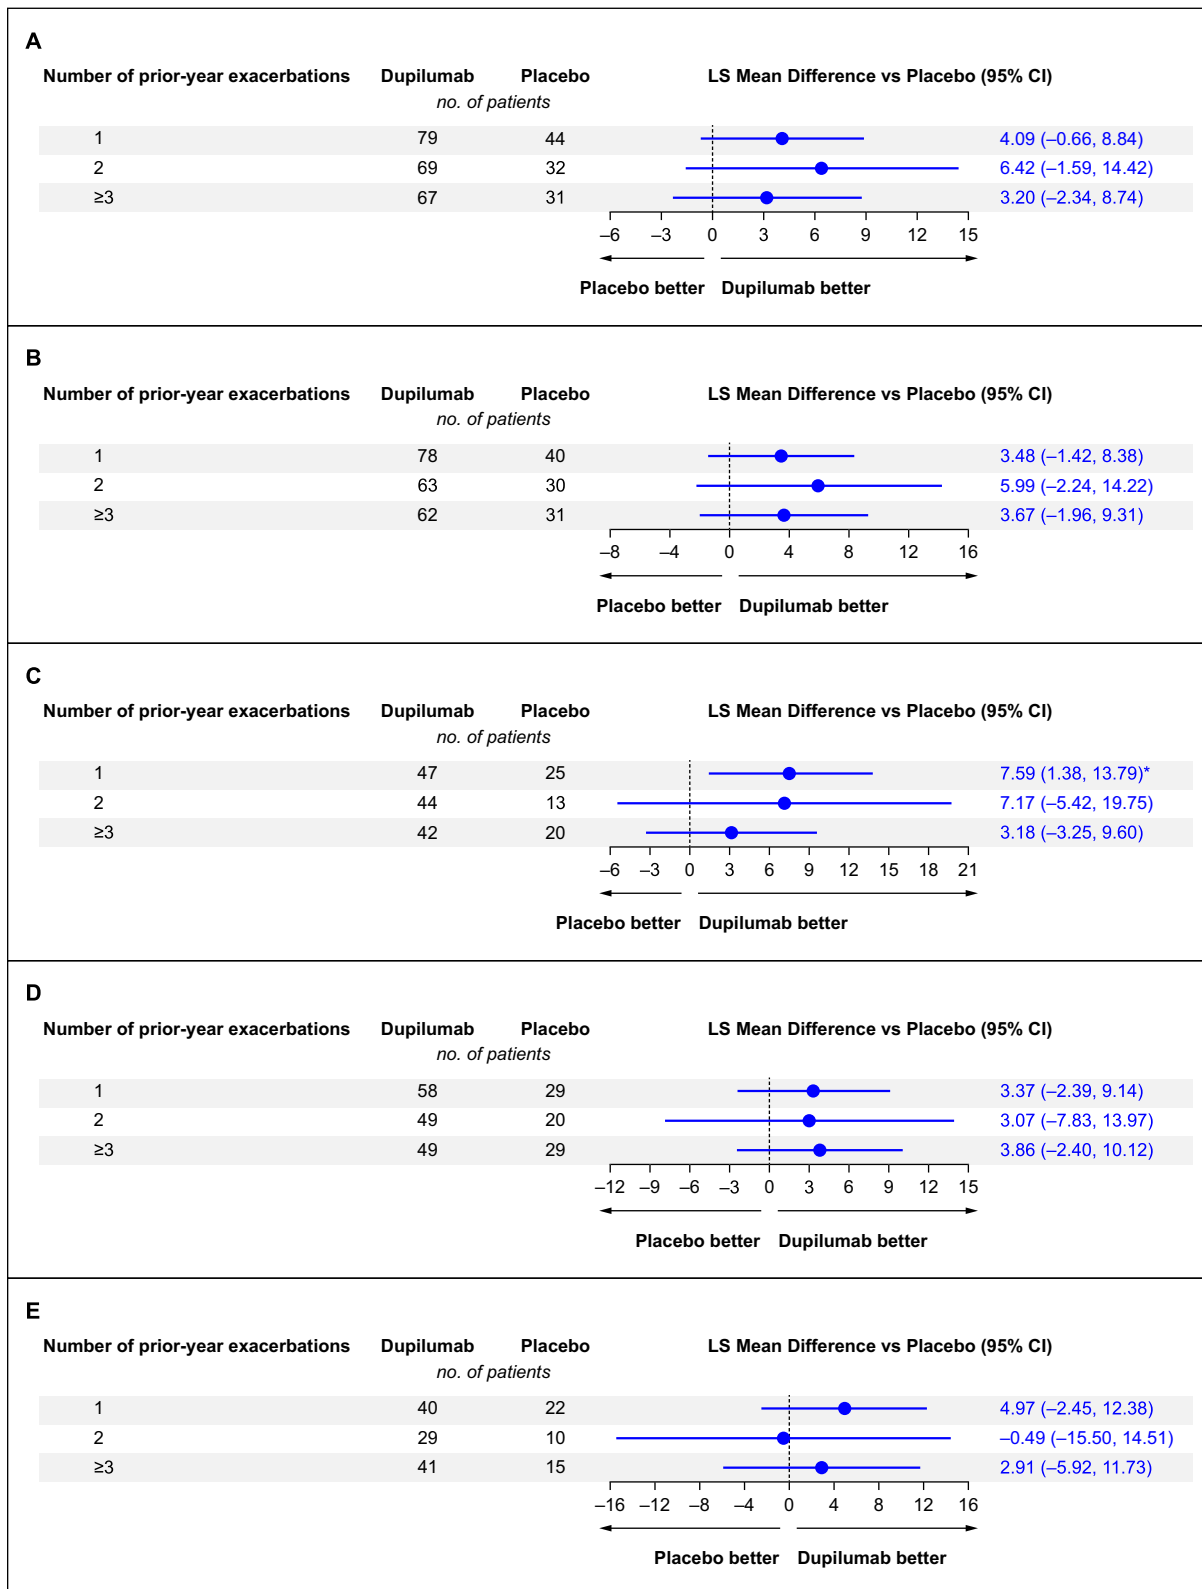 A
Number of prior-year exacerbations Dupilumab Placebo LS Mean Difference vs Placebo (95% CI)
no. of patients
1 79 44 4.09 (–0.66, 8.84)
2 69 32 6.42 (–1.59, 14.42)
≥3 67 31 3.20 (–2.34, 8.74)
–6 –3 0 3 6 9 12 15
Placebo better Dupilumab better
B
Number of prior-year exacerbations Dupilumab Placebo LS Mean Difference vs Placebo (95% CI)
no. of patients
1 78 40 3.48 (–1.42, 8.38)
2 63 30 5.99 (–2.24, 14.22)
≥3 62 31 3.67 (–1.96, 9.31)
–8 –4 0 4 8 12 16
Placebo better Dupilumab better
C
Number of prior-year exacerbations Dupilumab Placebo LS Mean Difference vs Placebo (95% CI)
no. of patients
1 47 25 7.59 (1.38, 13.79)*
2 44 13 7.17 (–5.42, 19.75)
≥3 42 20 3.18 (–3.25, 9.60)
–6 –3 0 3 6 9 12 15 18 21
Placebo better Dupilumab better
D
Number of prior-year exacerbations Dupilumab Placebo LS Mean Difference vs Placebo (95% CI)
no. of patients
1 58 29 3.37 (–2.39, 9.14)
2 49 20 3.07 (–7.83, 13.97)
≥3 49 29 3.86 (–2.40, 10.12)
–12 –9 –6 –3 0 3 6 9 12 15
Placebo better Dupilumab better
E
Number of prior-year exacerbations Dupilumab Placebo LS Mean Difference vs Placebo (95% CI)
no. of patients
1 40 22 4.97 (–2.45, 12.38)
2 29 10 –0.49 (–15.50, 14.51)
≥3 41 15 2.91 (–5.92, 11.73)
–16 –12 –8 –4 0 4 8 12 16
Placebo better Dupilumab better